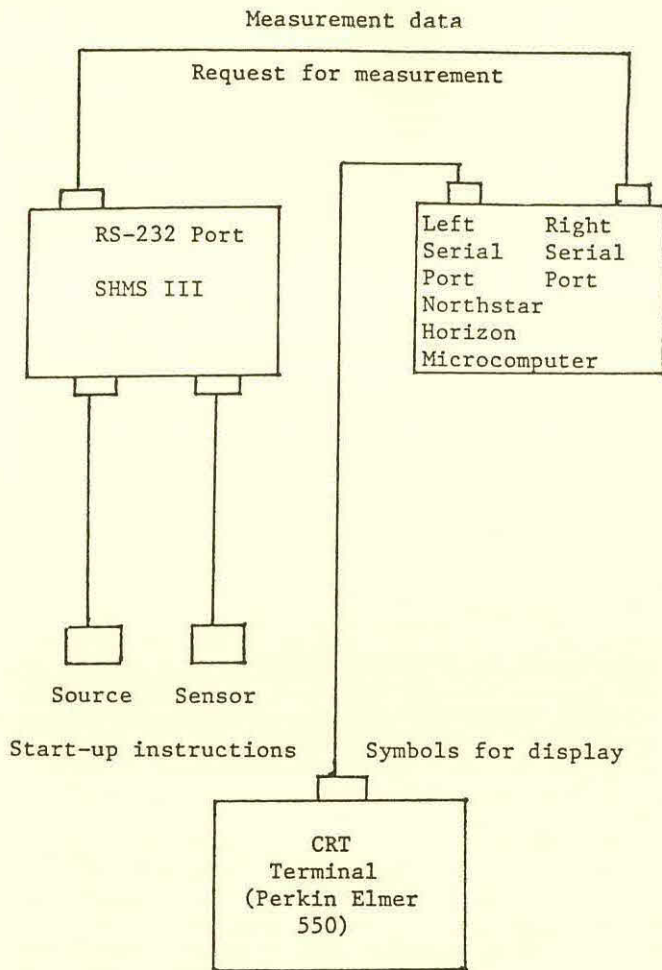 Measurement data
Request for measurement
RS-232 Port
SHMS III
Left Right
Serial Serial
Port Port
Northstar
Horizon
Microcomputer
Source Sensor
Start-up instructions Symbols for display
CRT
Terminal
(Perkin Elmer
550)